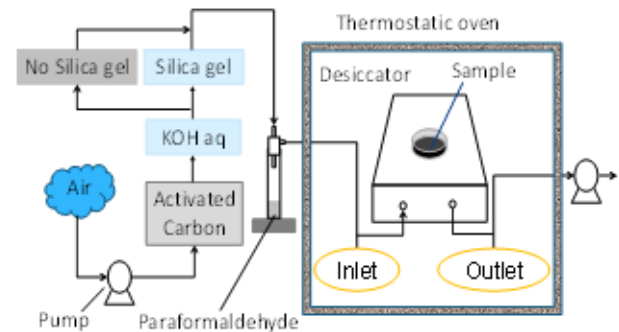 Thermostatic oven
No Silica gel
Silica gel
Desiccator
Sample
KOH aq
Air
Activated
Carbon
Inlet
Outlet
Pump
Paraformaldehyde